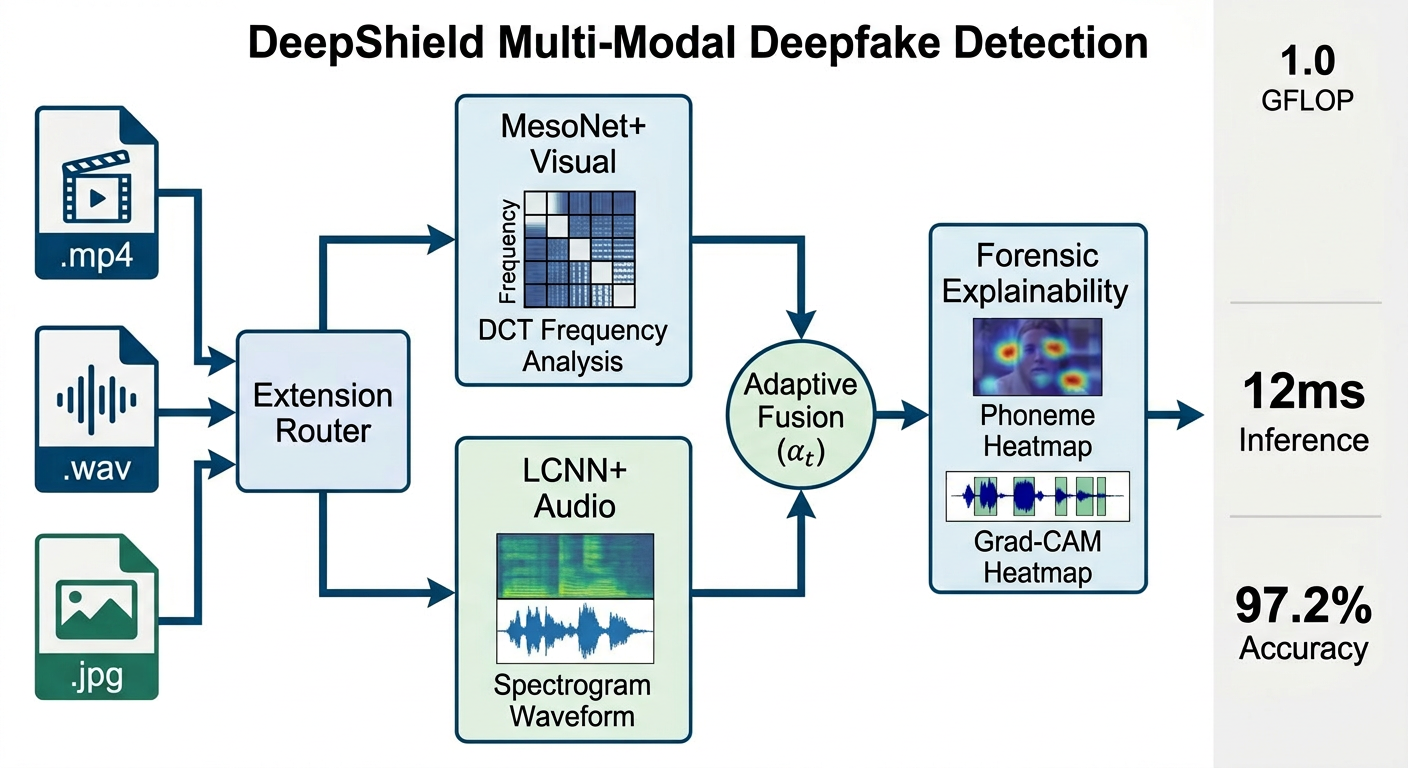 DeepShield Multi-Modal Deepfake Detection
.mp4
.wav
.jpg
Extension
Router
MesoNet+
Visual
Frequency
DCT Frequency
Analysis
LCNN+
Audio
Spectrogram
Waveform
Adaptive
Fusion
(αt)
Forensic
Explainability
Phoneme
Heatmap
Grad-CAM
Heatmap
1.0
GFLOP
12ms
Inference
97.2%
Accuracy